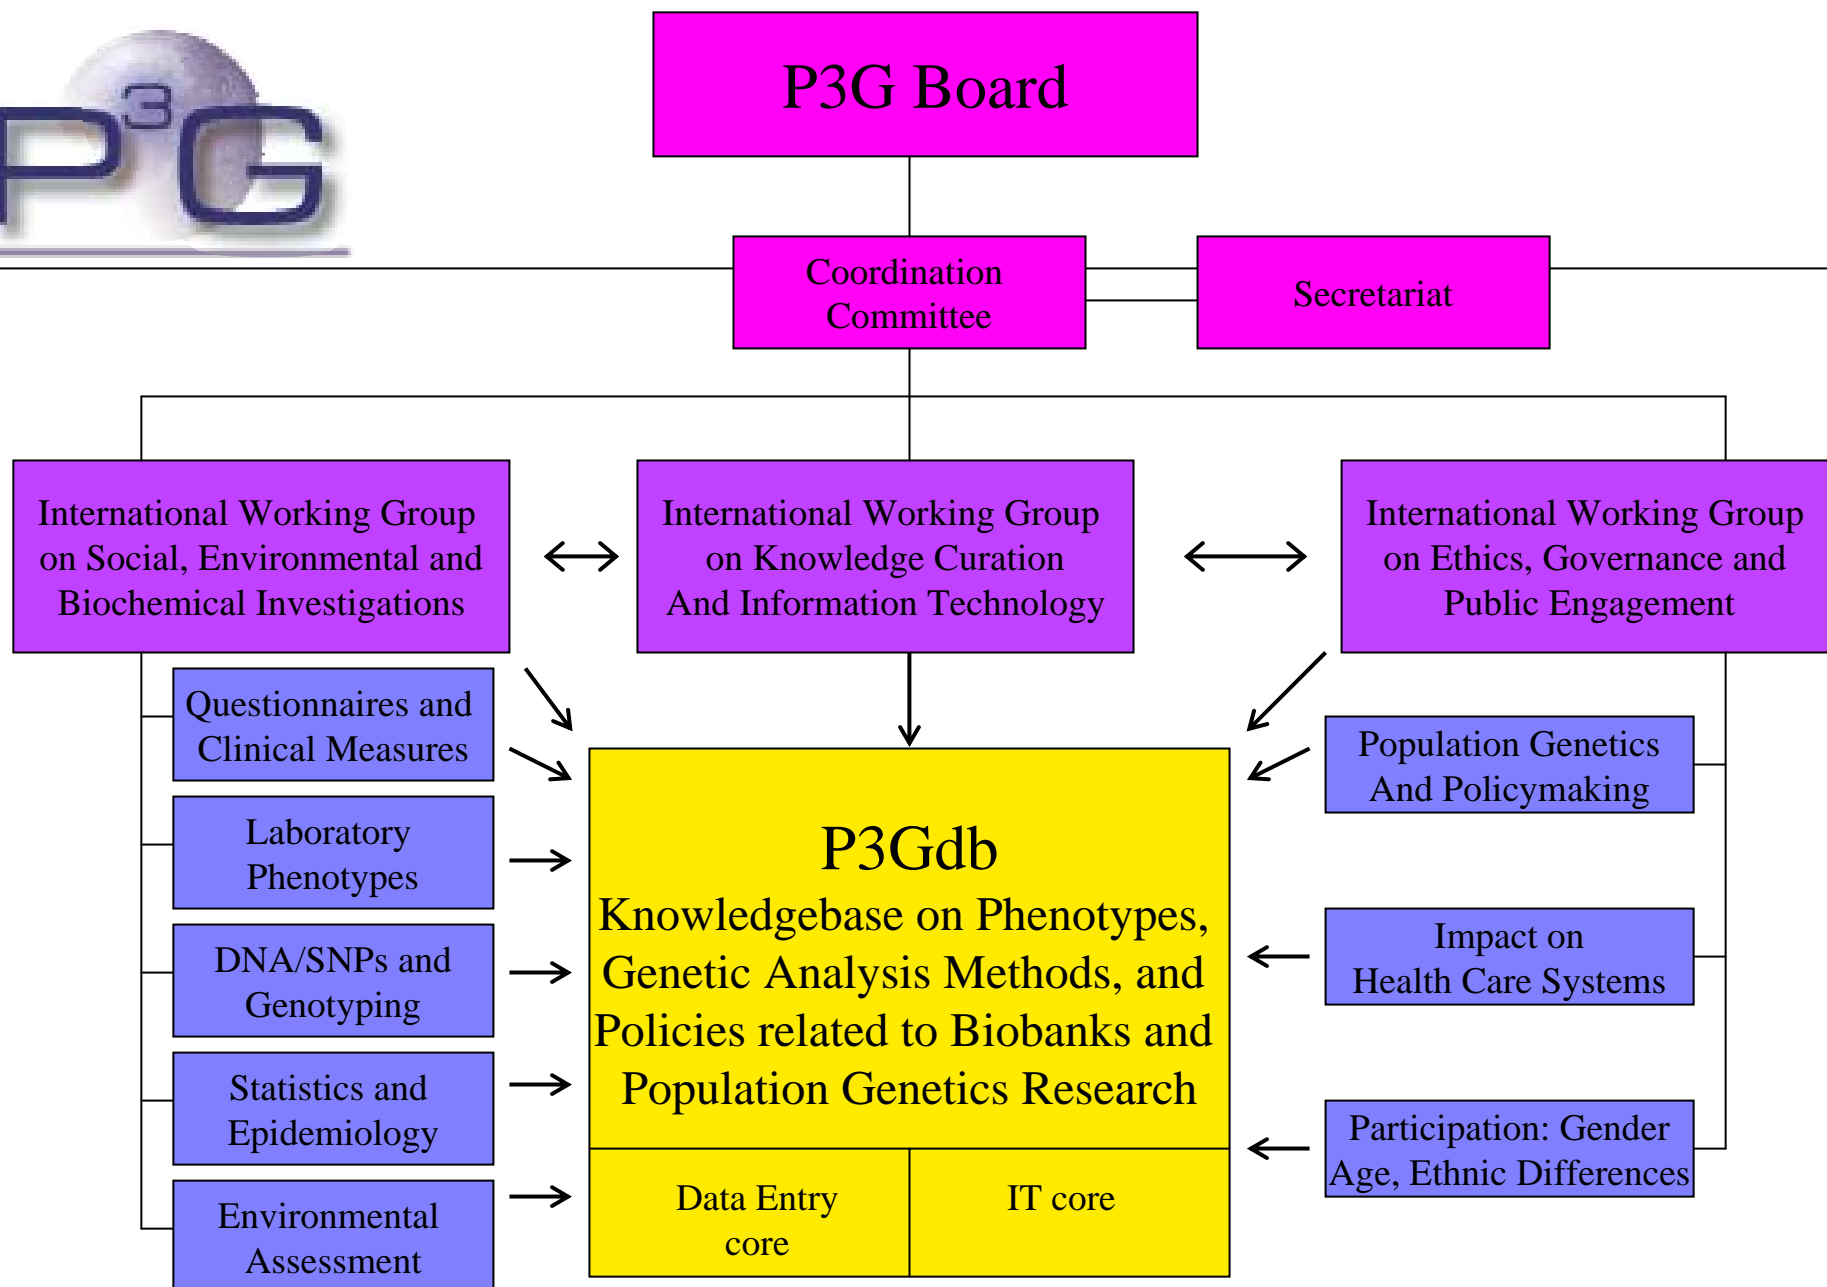 P3G
P3G Board
Coordination
Committee
Secretariat
International Working Group
on Social, Environmental and
Biochemical Investigations
International Working Group
on Knowledge Curation
And Information Technology
International Working Group
on Ethics, Governance and
Public Engagement
Questionnaires and
Clinical Measures
Laboratory
Phenotypes
DNA/SNPs and
Genotyping
Statistics and
Epidemiology
Environmental
Assessment
P3Gdb
Knowledgebase on Phenotypes,
Genetic Analysis Methods, and
Policies related to Biobanks and
Population Genetics Research
Data Entry
core
IT core
Population Genetics
And Policymaking
Impact on
Health Care Systems
Participation: Gender
Age, Ethnic Differences